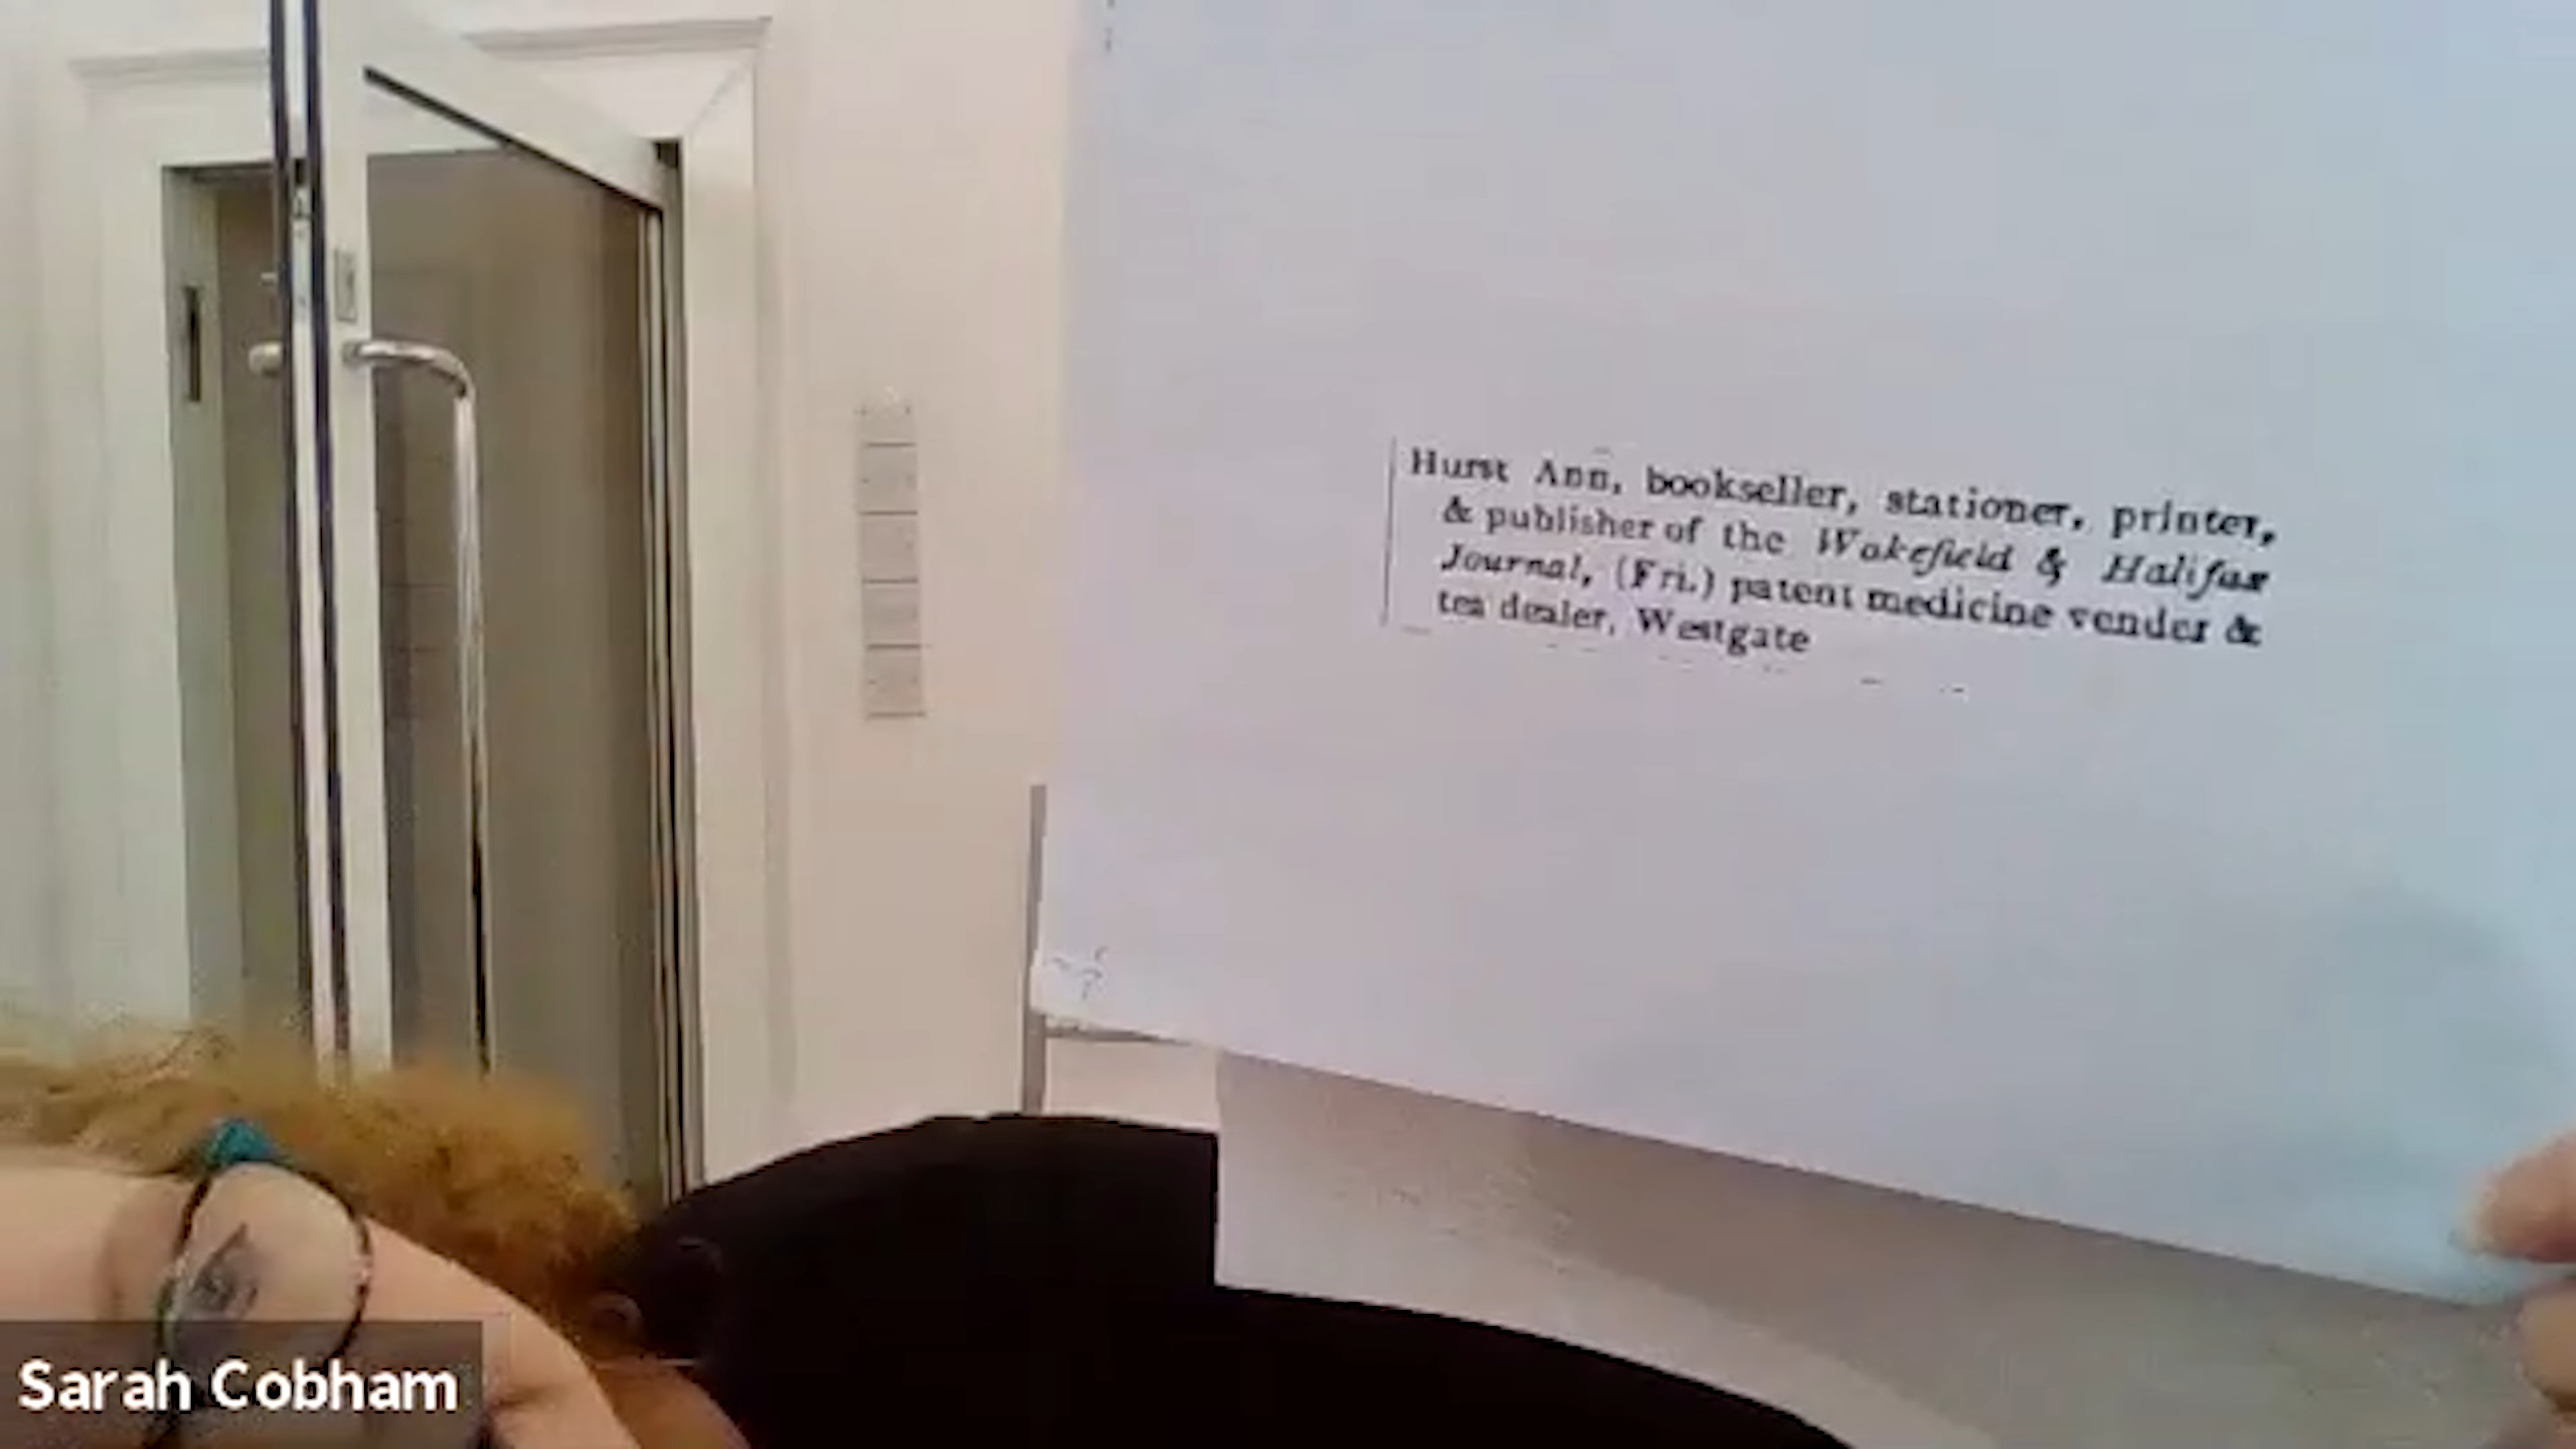 Hurst Ann, bookseller, stationer, printer,
& publisher of the Wakefield & Halifax
Journal, (Fri.) patent medicine vender &
tea dealer, Westgate
Sarah Cobham